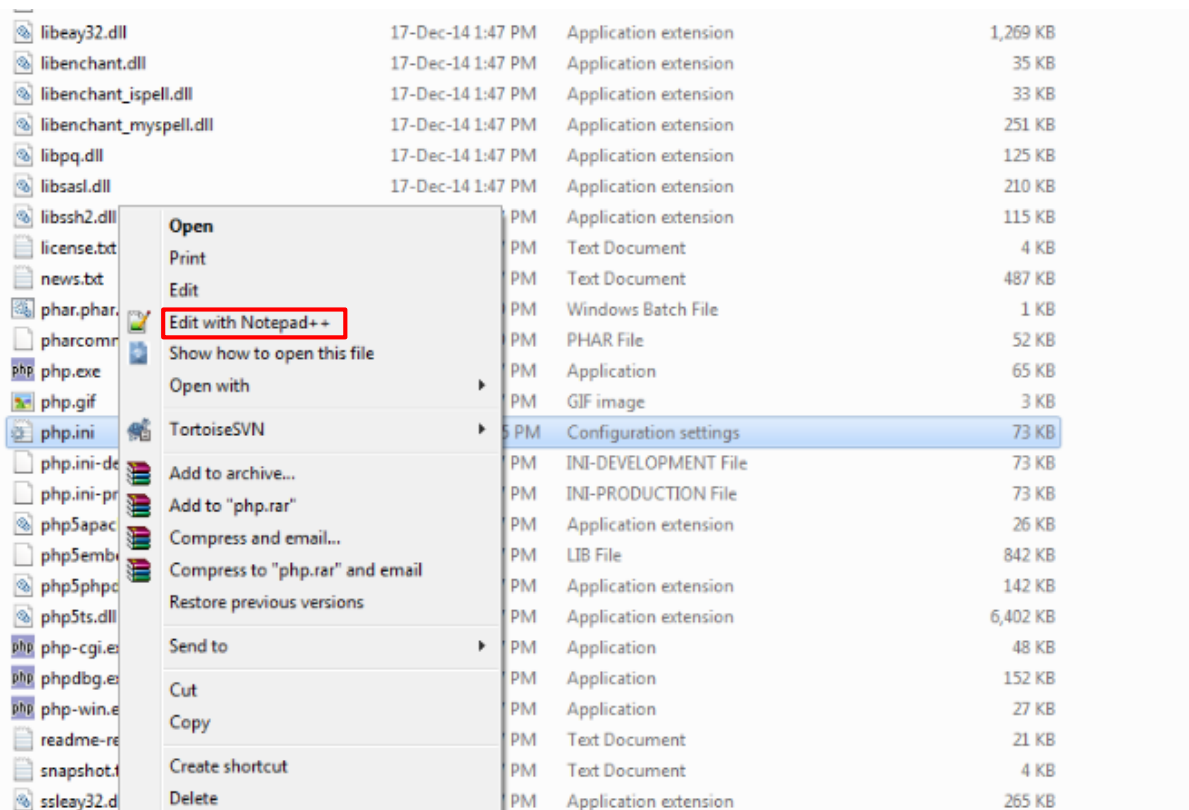 libeay32.dll 17-Dec-14 1:47 PM Application extension 1,269 KB
libenchant.dll 17-Dec-14 1:47 PM Application extension 35 KB
libenchant_ispell.dll 17-Dec-14 1:47 PM Application extension 33 KB
libenchant_myspell.dll 17-Dec-14 1:47 PM Application extension 251 KB
libpq.dll 17-Dec-14 1:47 PM Application extension 125 KB
libsasl.dll 17-Dec-14 1:47 PM Application extension 210 KB
libssh2.dll PM Application extension 115 KB
license.txt PM Text Document 4 KB
news.txt PM Text Document 487 KB
phar.phar. PM Windows Batch File 1 KB
pharcomm PM PHAR File 52 KB
php php.exe PM Application 65 KB
php.gif PM GIF image 3 KB
php.ini 5 PM Configuration settings 73 KB
php.ini-de PM INI-DEVELOPMENT File 73 KB
php.ini-pr PM INI-PRODUCTION File 73 KB
php5apac PM Application extension 26 KB
php5embe PM LIB File 842 KB
php5phpd PM Application extension 142 KB
php5ts.dll PM Application extension 6,402 KB
php php-cgi.ex PM Application 48 KB
php phpdbg.ex PM Application 152 KB
php php-win.e PM Application 27 KB
readme-re PM Text Document 21 KB
snapshot.t PM Text Document 4 KB
ssleay32.d PM Application extension 265 KB
Open
Print
Edit
Edit with Notepad++
Show how to open this file
Open with
TortoiseSVN
Add to archive...
Add to "php.rar"
Compress and email...
Compress to "php.rar" and email
Restore previous versions
Send to
Cut
Copy
Create shortcut
Delete